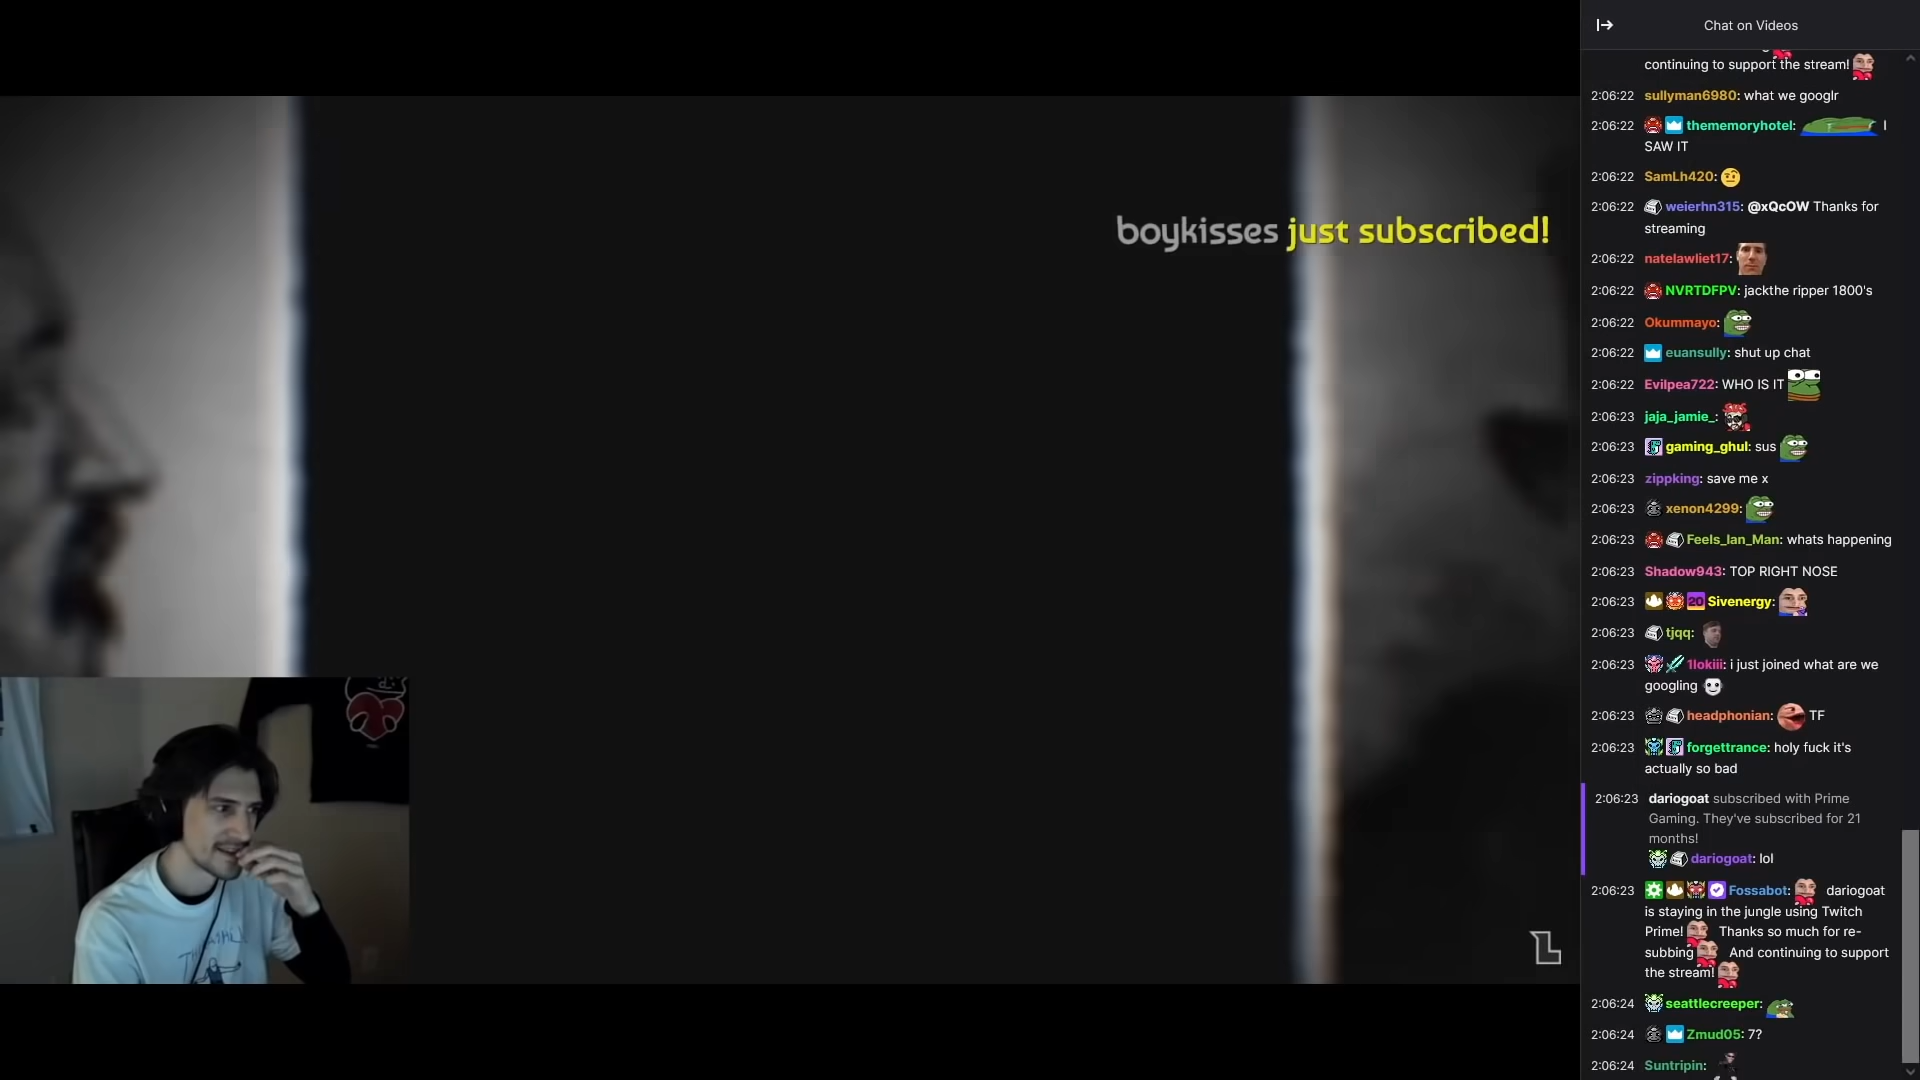 Chat on Videos
continuing to support the stream!
2:06:22 sullyman6980: what we googlr
2:06:22 thememoryhotel: I
SAW IT
2:06:22 SamLh420:
2:06:22 weierhn315: @xQcOW Thanks for
streaming
2:06:22 natelawliet17:
2:06:22 NVRTDFPV: jackthe ripper 1800's
2:06:22 Okummayo:
2:06:22 euansully: shut up chat
2:06:22 Evilpea722: WHO IS IT
2:06:23 jaja_jamie_:
2:06:23 gaming_ghul: sus
2:06:23 zippking: save me x
2:06:23 xenon4299:
2:06:23 Feels_Ian_Man: whats happening
2:06:23 Shadow943: TOP RIGHT NOSE
2:06:23 20 Sivenergy:
2:06:23 tjqq:
2:06:23 1lokiii: i just joined what are we
googling
2:06:23 headphonian: TF
2:06:23 forgettrance: holy fuck it's
actually so bad
2:06:23 dariogoat subscribed with Prime
Gaming. They've subscribed for 21
months!
dariogoat: lol
2:06:23 Fossabot: dariogoat
is staying in the jungle using Twitch
Prime! Thanks so much for re-
subbing And continuing to support
the stream!
2:06:24 seattlecreeper:
2:06:24 Zmud05: 7?
2:06:24 Suntripin:
boykisses just subscribed!